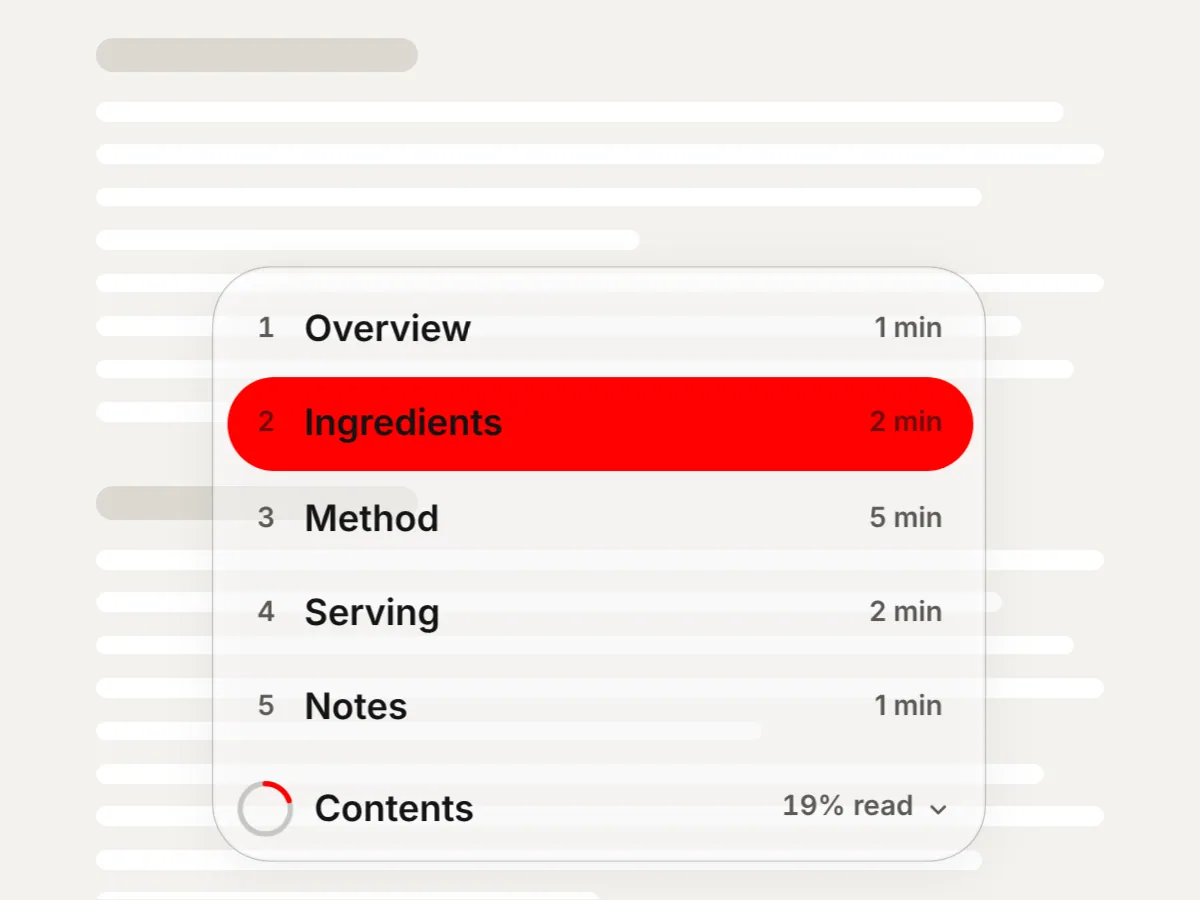 1 Overview 1 min
2 Ingredients 2 min
3 Method 5 min
4 Serving 2 min
5 Notes 1 min
Contents 19% read